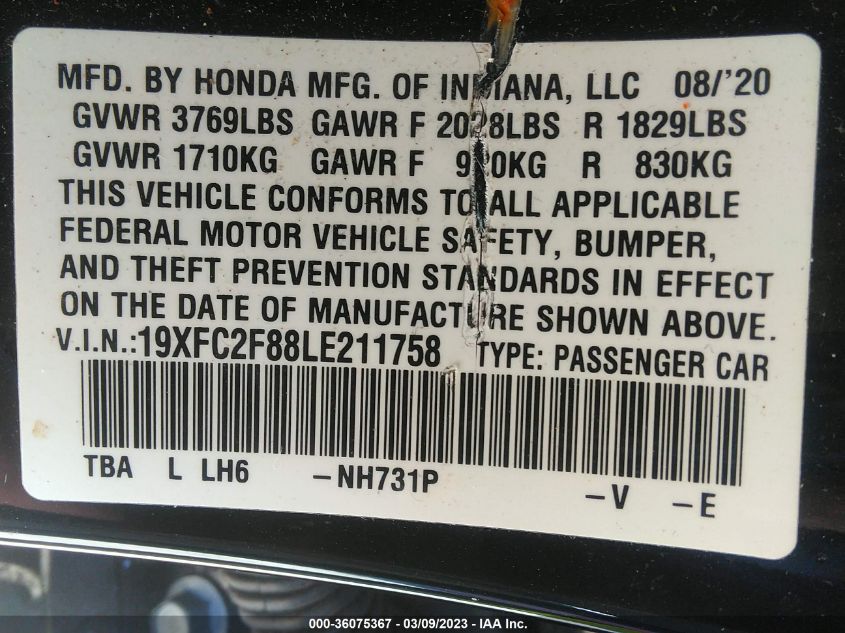 MFD. BY HONDA MFG. OF INDIANA, LLC 08/'20
GVWR 3769LBS GAWR F 2028LBS R 1829LBS
GVWR 1710KG GAWR F KG R 830KG
THIS VEHICLE CONFORMS TO ALL APPLICABLE
FEDERAL MOTOR VEHICLE SAFETY, BUMPER,
AND THEFT PREVENTION STANDARDS IN EFFECT
ON THE DATE OF MANUFACTURE SHOWN ABOVE.
V.I.N.:19XFC2F88LE211758 TYPE: PASSENGER CAR
TBA L LH6 -NH731P -V -E
000-36075367 - 03/09/2023 - IAA Inc.